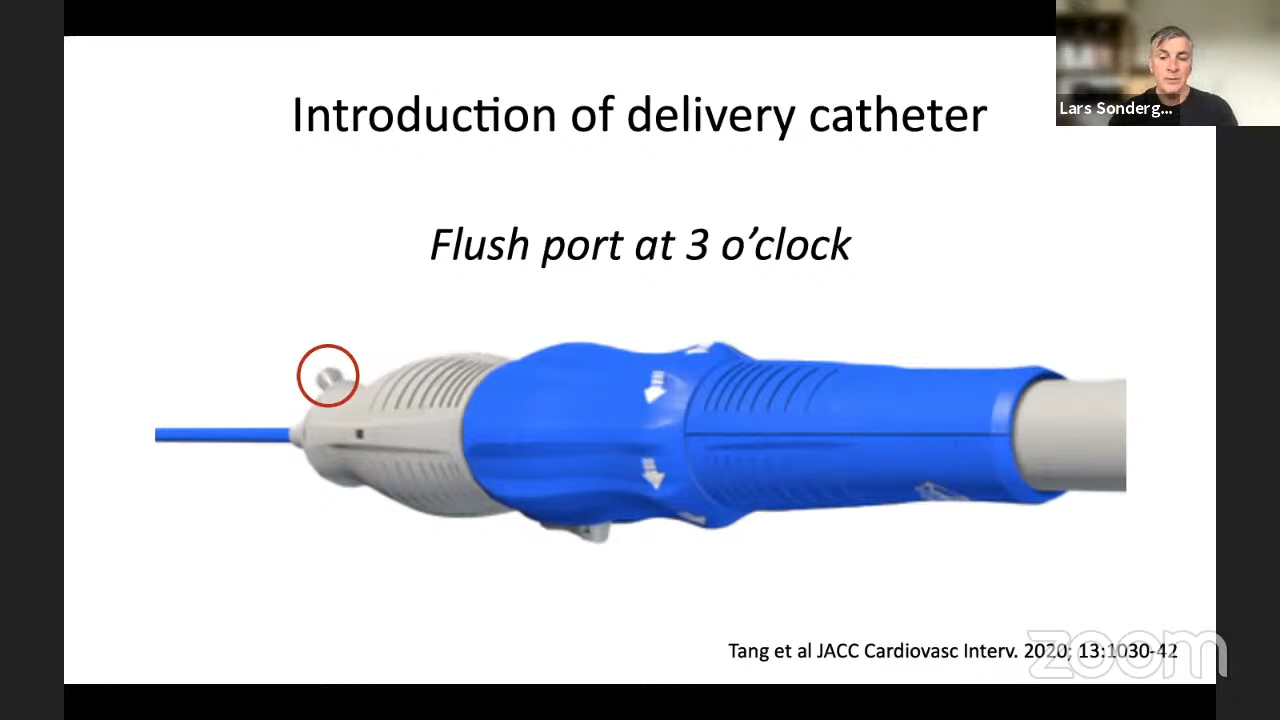 Lars Sonderg...
Introduction of delivery catheter
Flush port at 3 o’clock
Tang et al JACC Cardiovasc Interv. 2020; 13:1030-42
zoom